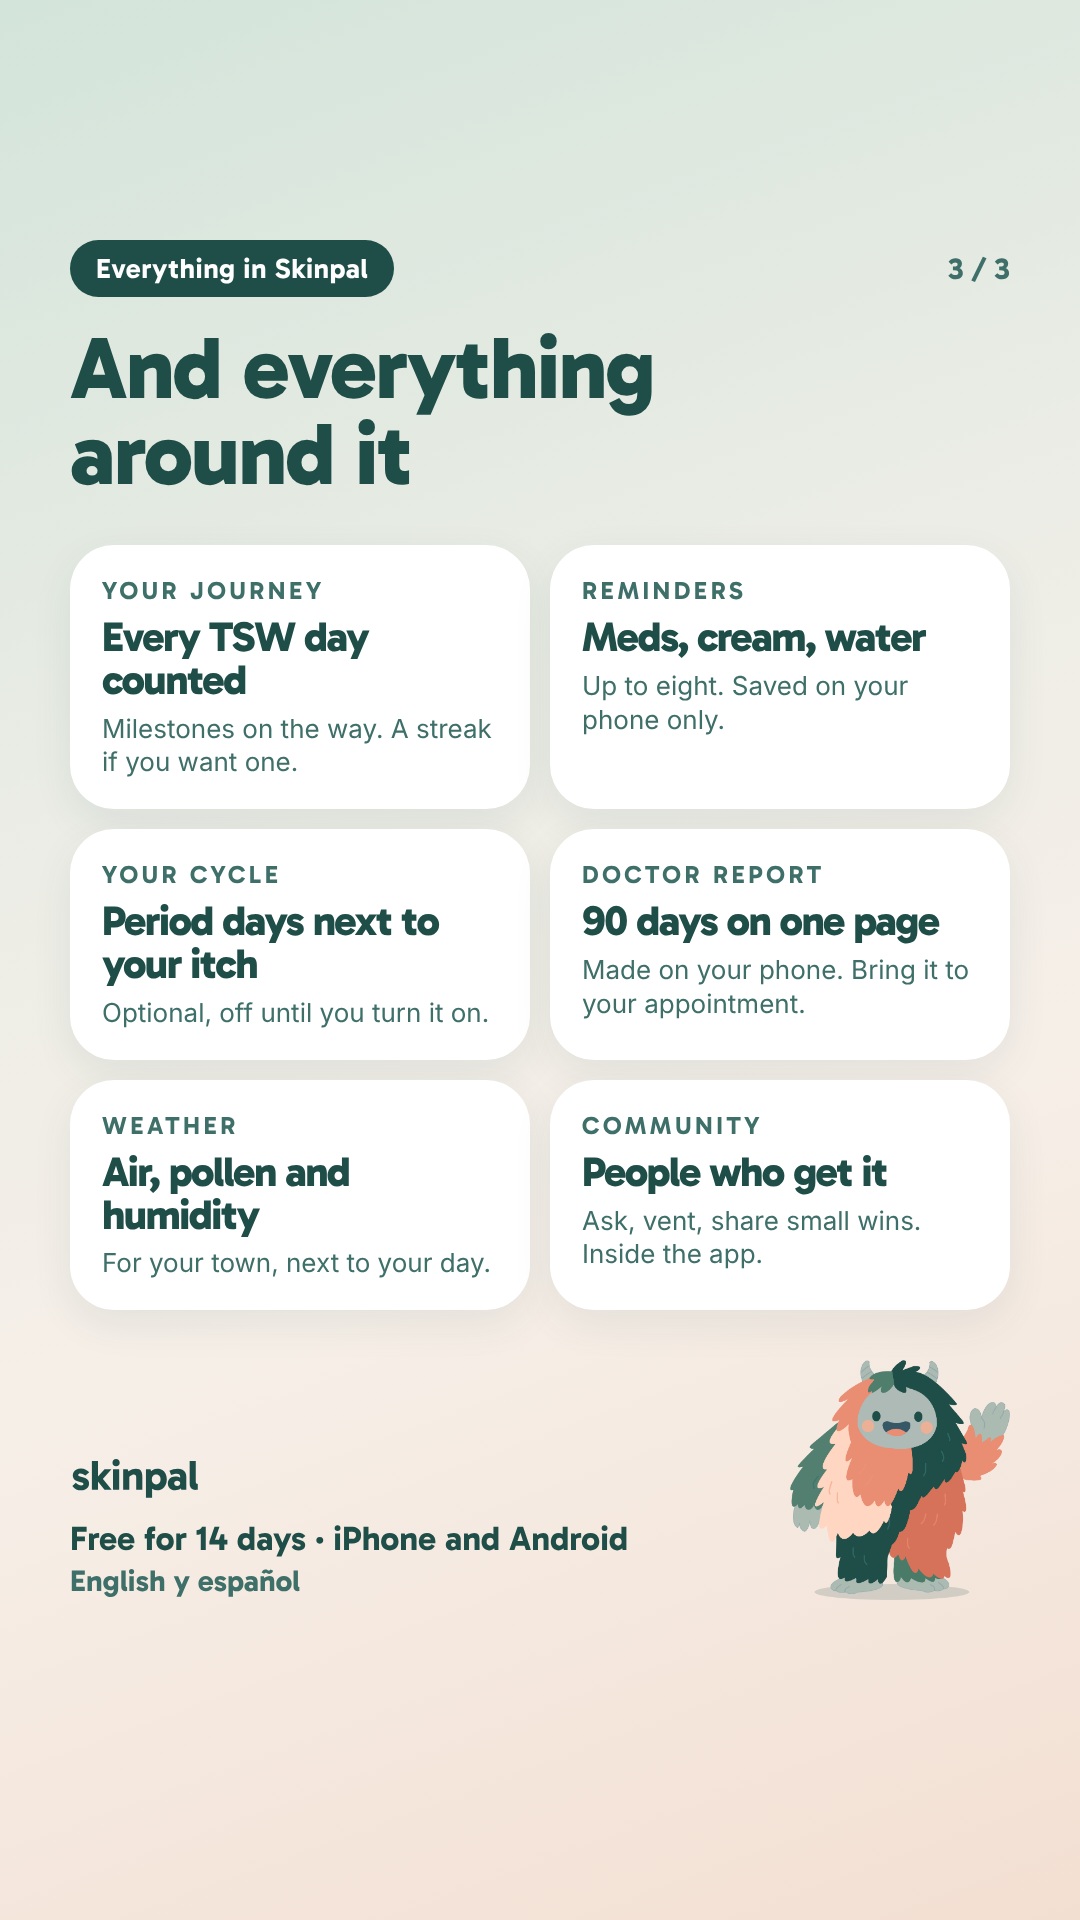 Everything in Skinpal
3 / 3
And everything
around it
YOUR JOURNEY
Every TSW day
counted
Milestones on the way. A streak
if you want one.
REMINDERS
Meds, cream, water
Up to eight. Saved on your
phone only.
YOUR CYCLE
Period days next to
your itch
Optional, off until you turn it on.
DOCTOR REPORT
90 days on one page
Made on your phone. Bring it to
your appointment.
WEATHER
Air, pollen and
humidity
For your town, next to your day.
COMMUNITY
People who get it
Ask, vent, share small wins.
Inside the app.
skinpal
Free for 14 days · iPhone and Android
English y español